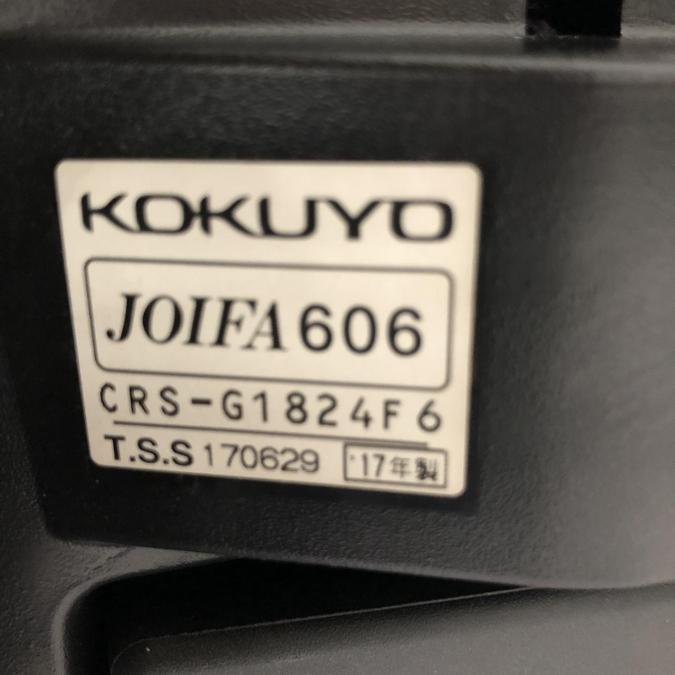 KOKUYO
JOIFA 606
CRS-G1824F6
T.S.S 170629 '17年製